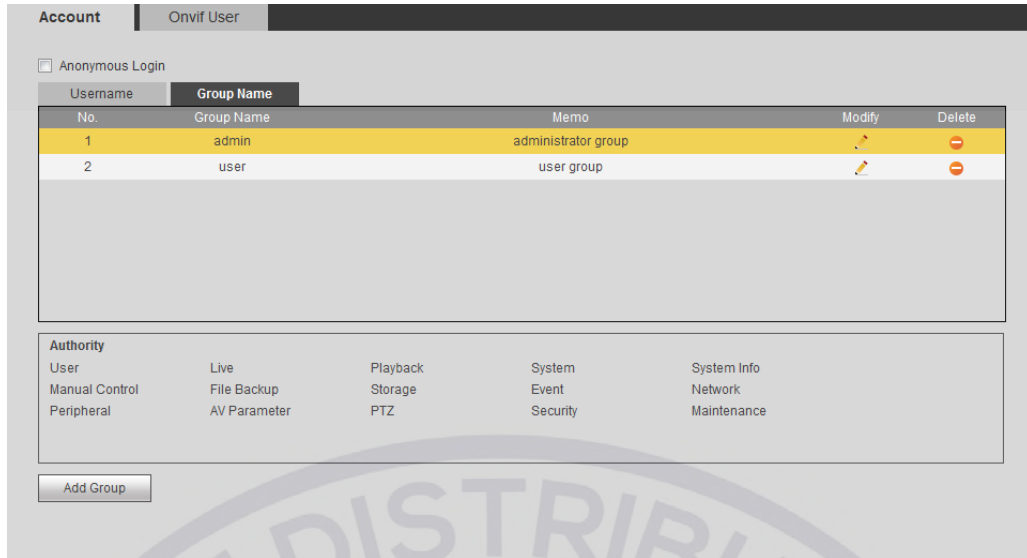 Account Onvif User
Anonymous Login
Username Group Name
No. Group Name Memo Modify Delete
1 admin administrator group
2 user user group
Authority
User Live Playback System System Info
Manual Control File Backup Storage Event Network
Peripheral AV Parameter PTZ Security Maintenance
Add Group